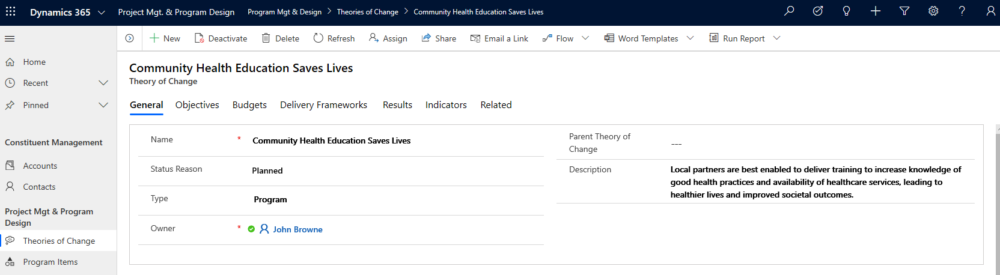 Dynamics 365 Project Mgt. & Program Design Program Mgt & Design > Theories of Change > Community Health Education Saves Lives
New Deactivate Delete Refresh Assign Share Email a Link Flow Word Templates Run Report
Home
Recent
Pinned
Constituent Management
Accounts
Contacts
Project Mgt & Program
Design
Theories of Change
Program Items
Community Health Education Saves Lives
Theory of Change
General Objectives Budgets Delivery Frameworks Results Indicators Related
Name * Community Health Education Saves Lives
Status Reason Planned
Type Program
Owner * John Browne
Parent Theory of
Change ---
Description Local partners are best enabled to deliver training to increase knowledge of
good health practices and availability of healthcare services, leading to
healthier lives and improved societal outcomes.